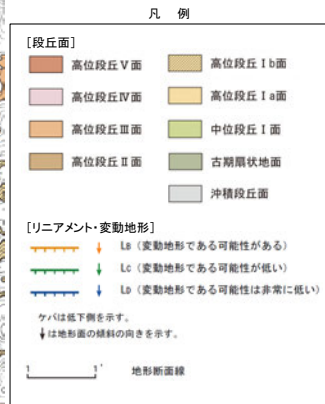 凡 例
[段丘面]
高位段丘Ⅴ面
高位段丘Ⅰb面
高位段丘Ⅳ面
高位段丘Ⅰa面
高位段丘Ⅲ面
中位段丘Ⅰ面
高位段丘Ⅱ面
古期扇状地面
沖積段丘面
[リニアメント・変動地形]
LB (変動地形である可能性がある)
LC (変動地形である可能性が低い)
LD (変動地形である可能性は非常に低い)
ケバは低下側を示す。
↓は地形面の傾斜の向きを示す。
1 1' 地形断面線